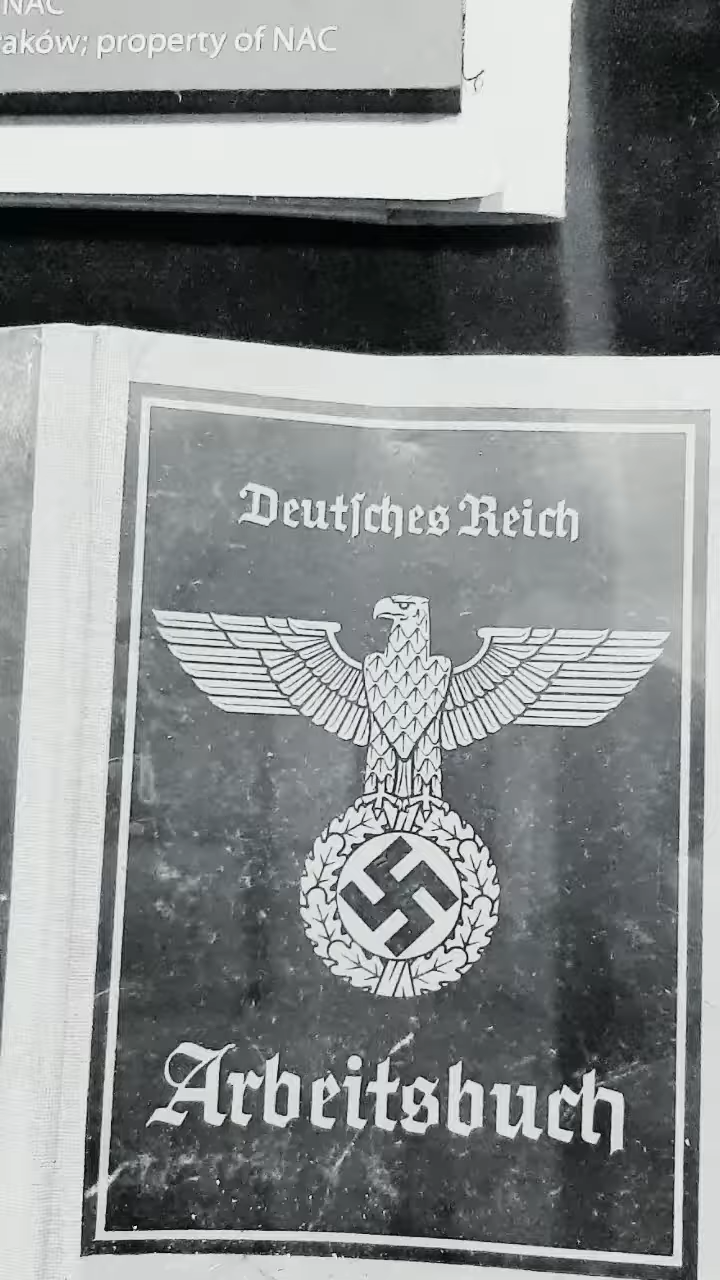 NAC
raków; property of NAC
Deutſches Reich
Arbeitsbuch